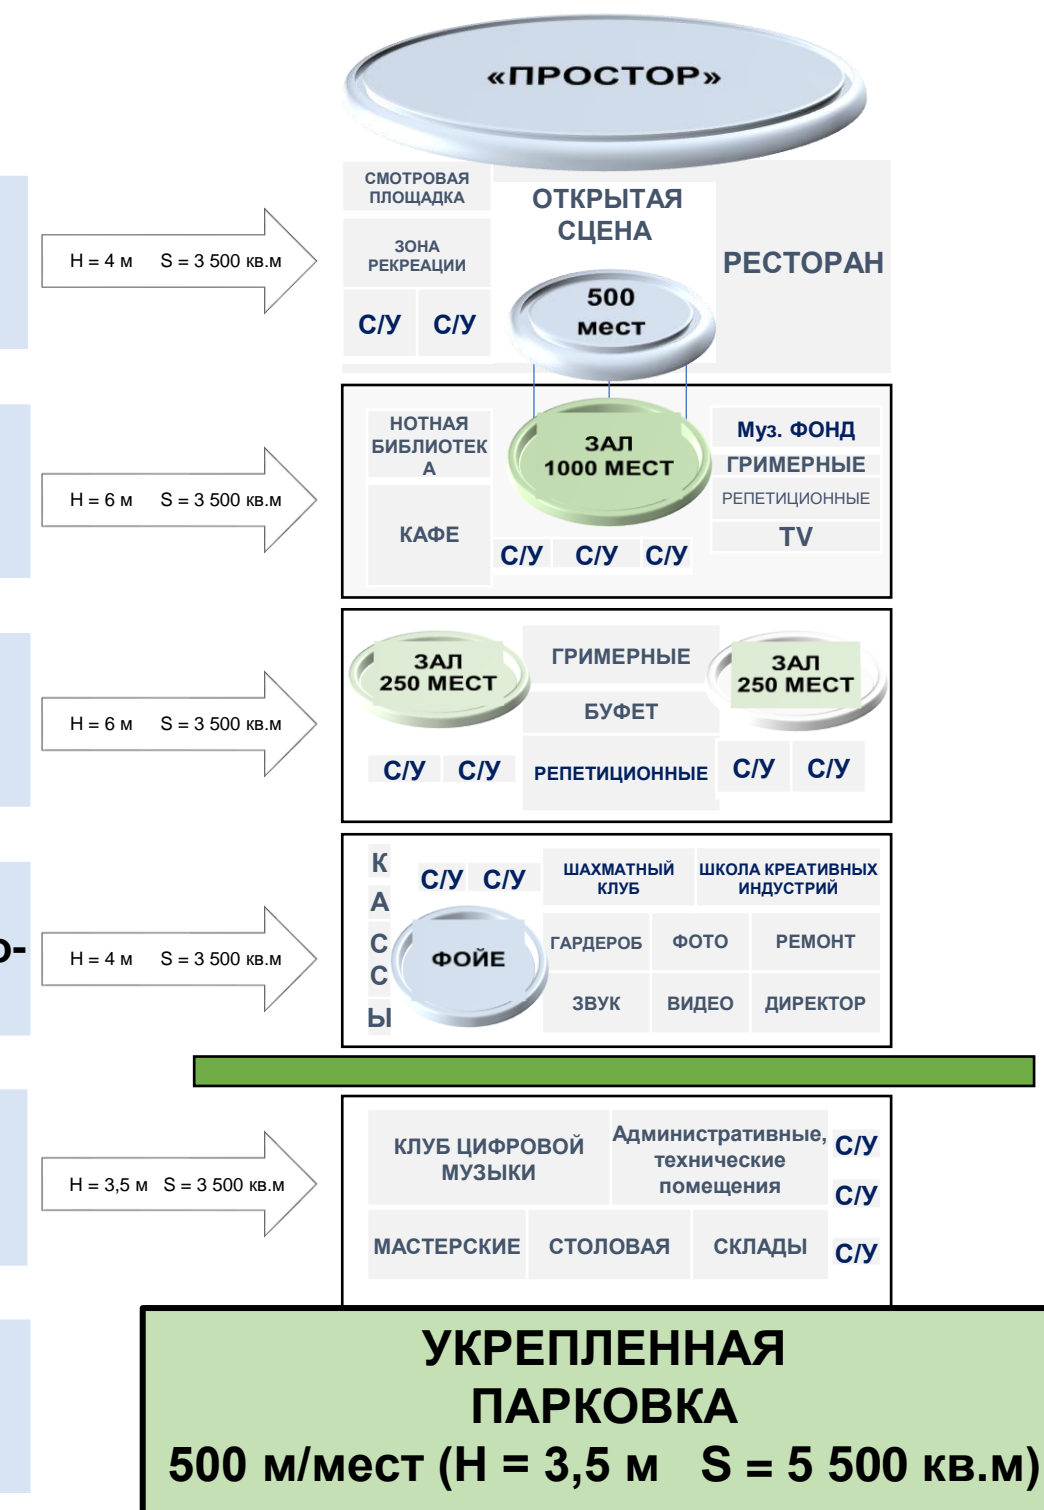 «ПРОСТОР»
СМОТРОВАЯ
ПЛОЩАДКА
ОТКРЫТАЯ
СЦЕНА
РЕСТОРАН
ЗОНА
РЕКРЕАЦИИ
H = 4 м S = 3 500 кв.м
500
мест
С/У С/У
НОТНАЯ
БИБЛИОТЕК
А
ЗАЛ
1000 МЕСТ
Муз. ФОНД
ГРИМЕРНЫЕ
РЕПЕТИЦИОННЫЕ
TV
H = 6 м S = 3 500 кв.м
КАФЕ
С/У С/У С/У
ЗАЛ
250 МЕСТ
ГРИМЕРНЫЕ
ЗАЛ
250 МЕСТ
БУФЕТ
H = 6 м S = 3 500 кв.м
С/У С/У
РЕПЕТИЦИОННЫЕ
С/У С/У
К
А
С
С
Ы
С/У С/У
ШАХМАТНЫЙ
КЛУБ
ШКОЛА КРЕАТИВНЫХ
ИНДУСТРИЙ
о-
H = 4 м S = 3 500 кв.м
ФОЙЕ
ГАРДЕРОБ ФОТО РЕМОНТ
ЗВУК ВИДЕО ДИРЕКТОР
H = 3,5 м S = 3 500 кв.м
КЛУБ ЦИФРОВОЙ
МУЗЫКИ
Административные,
технические
помещения
С/У
С/У
С/У
МАСТЕРСКИЕ СТОЛОВАЯ СКЛАДЫ
УКРЕПЛЕННАЯ
ПАРКОВКА
500 м/мест (H = 3,5 м S = 5 500 кв.м)